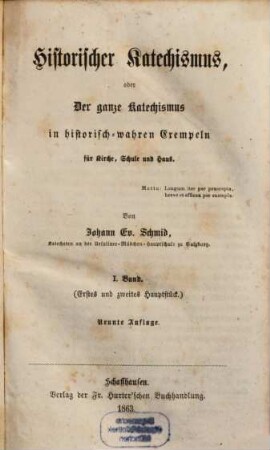 Historischer Katechismus,
oder
Der ganze Katechismus
in historisch-wahren Exempeln
für Kirche, Schule und Haus.
Motto: Longum iter per praecepta,
breve et efficax per exempla.
Von
Johann Ev. Schmid,
Katecheten an der Ursuliner-Mädchen-Hauptschule zu Salzburg.
I. Band.
(Erstes und zweites Hauptstück.)
Neunte Auflage.
Schaffhausen.
Verlag der Fr. Hurter'schen Buchhandlung.
1863.